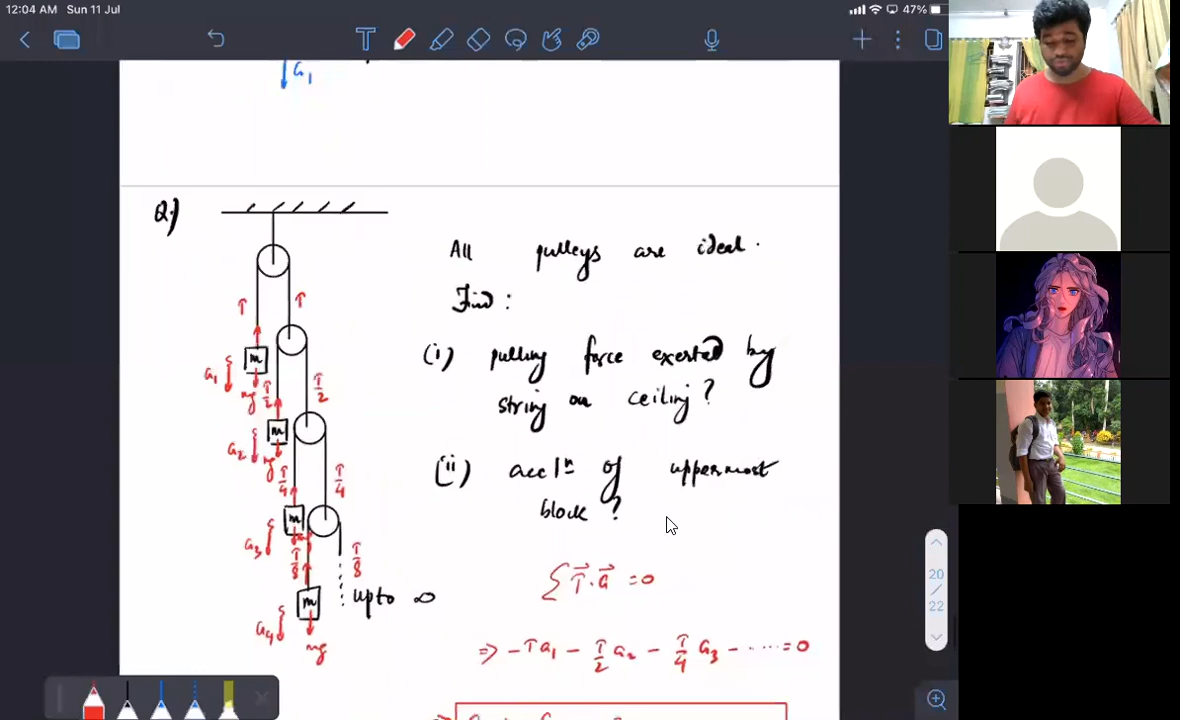 12:04 AM Sun 11 Jul
47%
a₁
Q.)
All pulleys are ideal.
Find:
(i) pulling force exerted by
string on ceiling?
(ii) accln of uppermost
block?
T T
m
a₁
mg
T/2 T/2
m
a₂
mg
T/4 T/4
m
a₃
T/8 T/8
m
upto ∞
a₄
mg
∑ T⃗·a⃗ = 0
⇒ -Ta₁ - T/2 a₂ - T/4 a₃ - ..... = 0
20
/
22